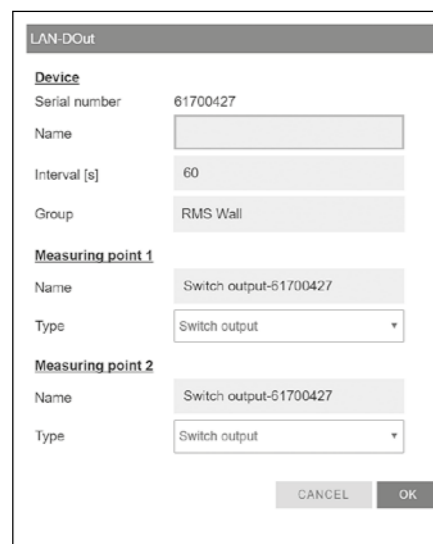 LAN-DOut
Device
Serial number 61700427
Name
Interval [s] 60
Group RMS Wall
Measuring point 1
Name Switch output-61700427
Type Switch output
Measuring point 2
Name Switch output-61700427
Type Switch output
CANCEL OK